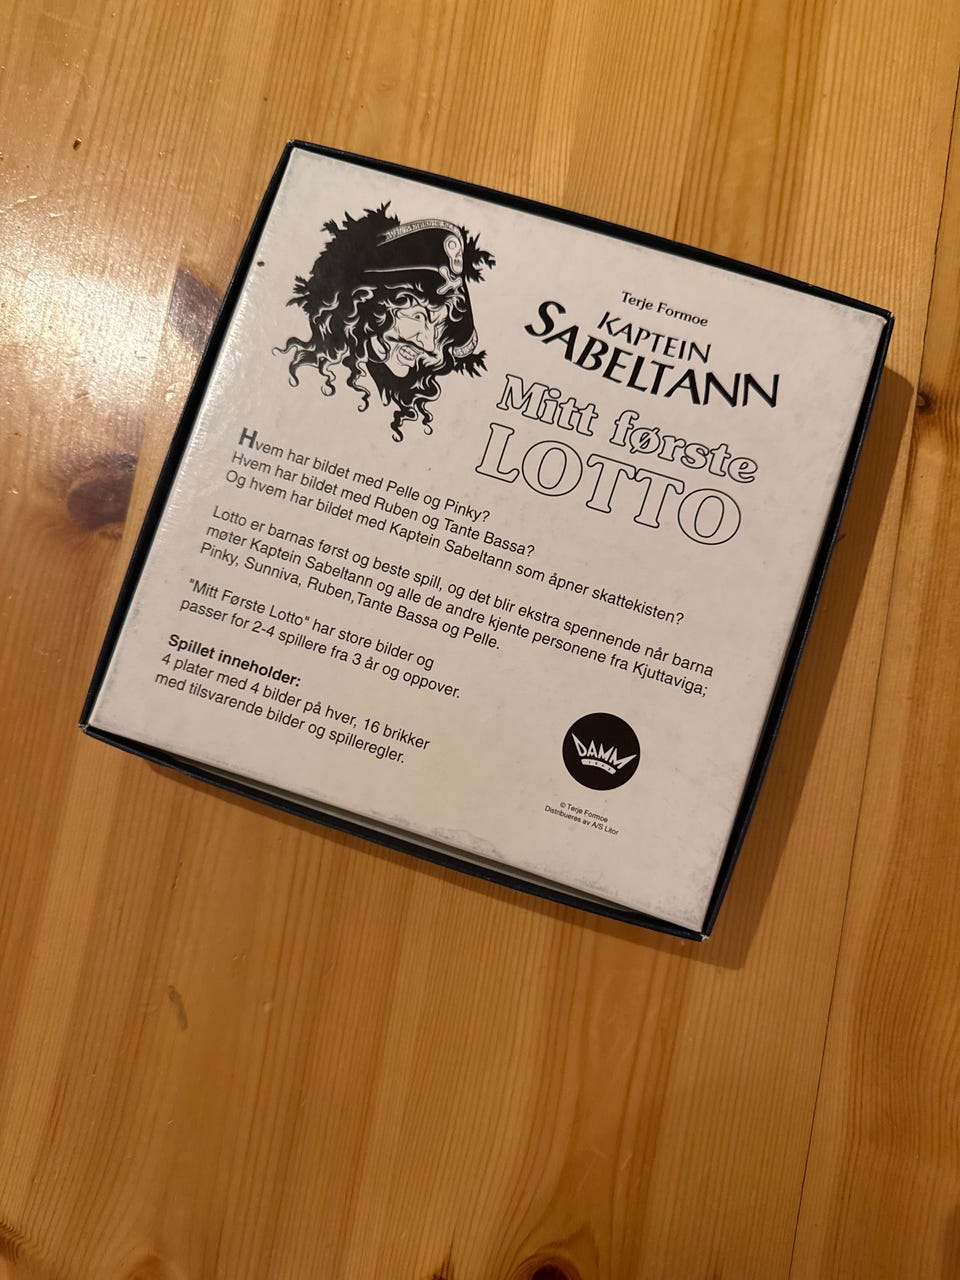 Terje Formoe
KAPTEIN
SABELTANN
Mitt første
LOTTO
Hvem har bildet med Pelle og Pinky?
Hvem har bildet med Ruben og Tante Bassa?
Og hvem har bildet med Kaptein Sabeltann som åpner skattekisten?
Lotto er barnas først og beste spill, og det blir ekstra spennende når barna
møter Kaptein Sabeltann og alle de andre kjente personene fra Kjuttaviga;
Pinky, Sunniva, Ruben,Tante Bassa og Pelle.
"Mitt Første Lotto" har store bilder og
passer for 2-4 spillere fra 3 år og oppover.
Spillet inneholder:
4 plater med 4 bilder på hver, 16 brikker
med tilsvarende bilder og spilleregler.
DAMM
© Terje Formoe
Distribueres av A/S Litor